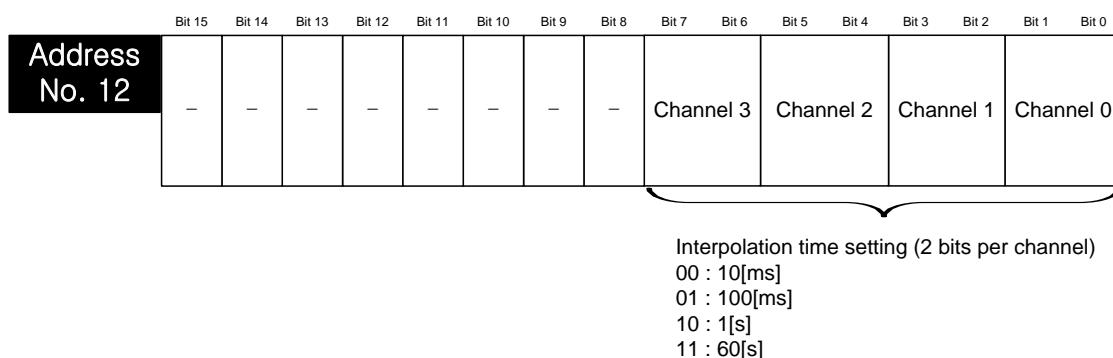 Bit 15 Bit 14 Bit 13 Bit 12 Bit 11 Bit 10 Bit 9 Bit 8 Bit 7 Bit 6 Bit 5 Bit 4 Bit 3 Bit 2 Bit 1 Bit 0
Address
No. 12
– – – – – – – – Channel 3 Channel 2 Channel 1 Channel 0
Interpolation time setting (2 bits per channel)
00 : 10[ms]
01 : 100[ms]
10 : 1[s]
11 : 60[s]